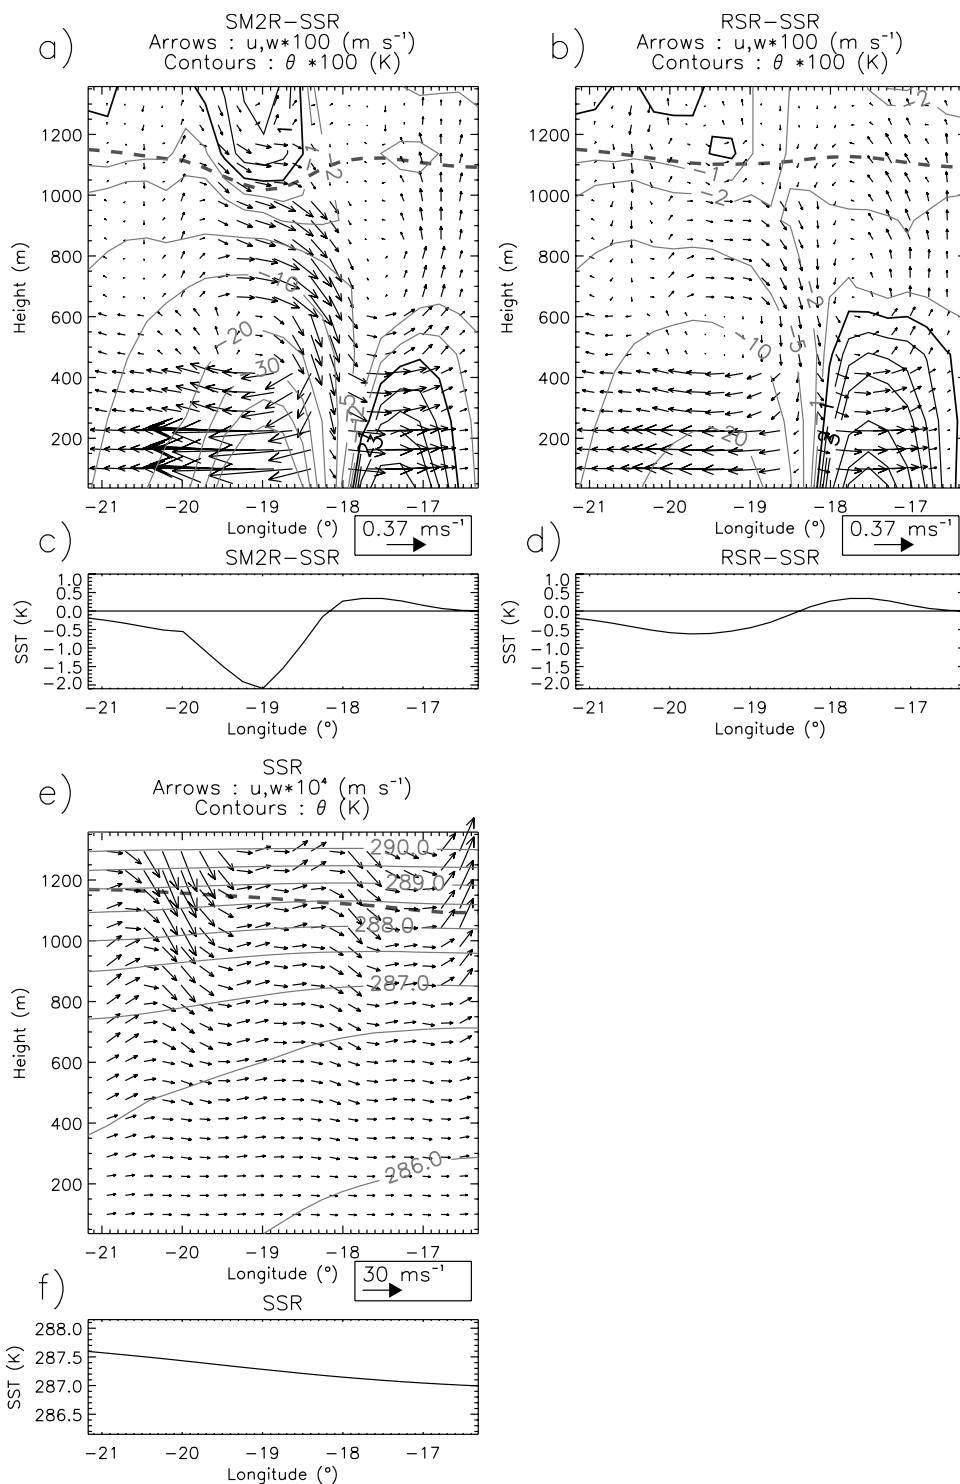 a)
SM2R−SSR
Arrows : u,w*100 (m s⁻¹)
Contours : θ *100 (K)
b)
RSR−SSR
Arrows : u,w*100 (m s⁻¹)
Contours : θ *100 (K)
Height (m)
1200
1000
800
600
400
200
−2
−10
−20
30
−21 −20 −19 −18 −17
Longitude (°)
0.37 ms⁻¹
Height (m)
1200
1000
800
600
400
200
−2
−1
−2
−2
−5
−10
−1
−20
−21 −20 −19 −18 −17
Longitude (°)
0.37 ms⁻¹
c)
SM2R−SSR
SST (K)
1.0
0.5
0.0
−0.5
−1.0
−1.5
−2.0
−21 −20 −19 −18 −17
Longitude (°)
d)
RSR−SSR
SST (K)
1.0
0.5
0.0
−0.5
−1.0
−1.5
−2.0
−21 −20 −19 −18 −17
Longitude (°)
e)
SSR
Arrows : u,w*10⁴ (m s⁻¹)
Contours : θ (K)
Height (m)
1200
1000
800
600
400
200
290.0
289.0
288.0
287.0
286.0
−21 −20 −19 −18 −17
Longitude (°)
30 ms⁻¹
f)
SSR
SST (K)
288.0
287.5
287.0
286.5
−21 −20 −19 −18 −17
Longitude (°)